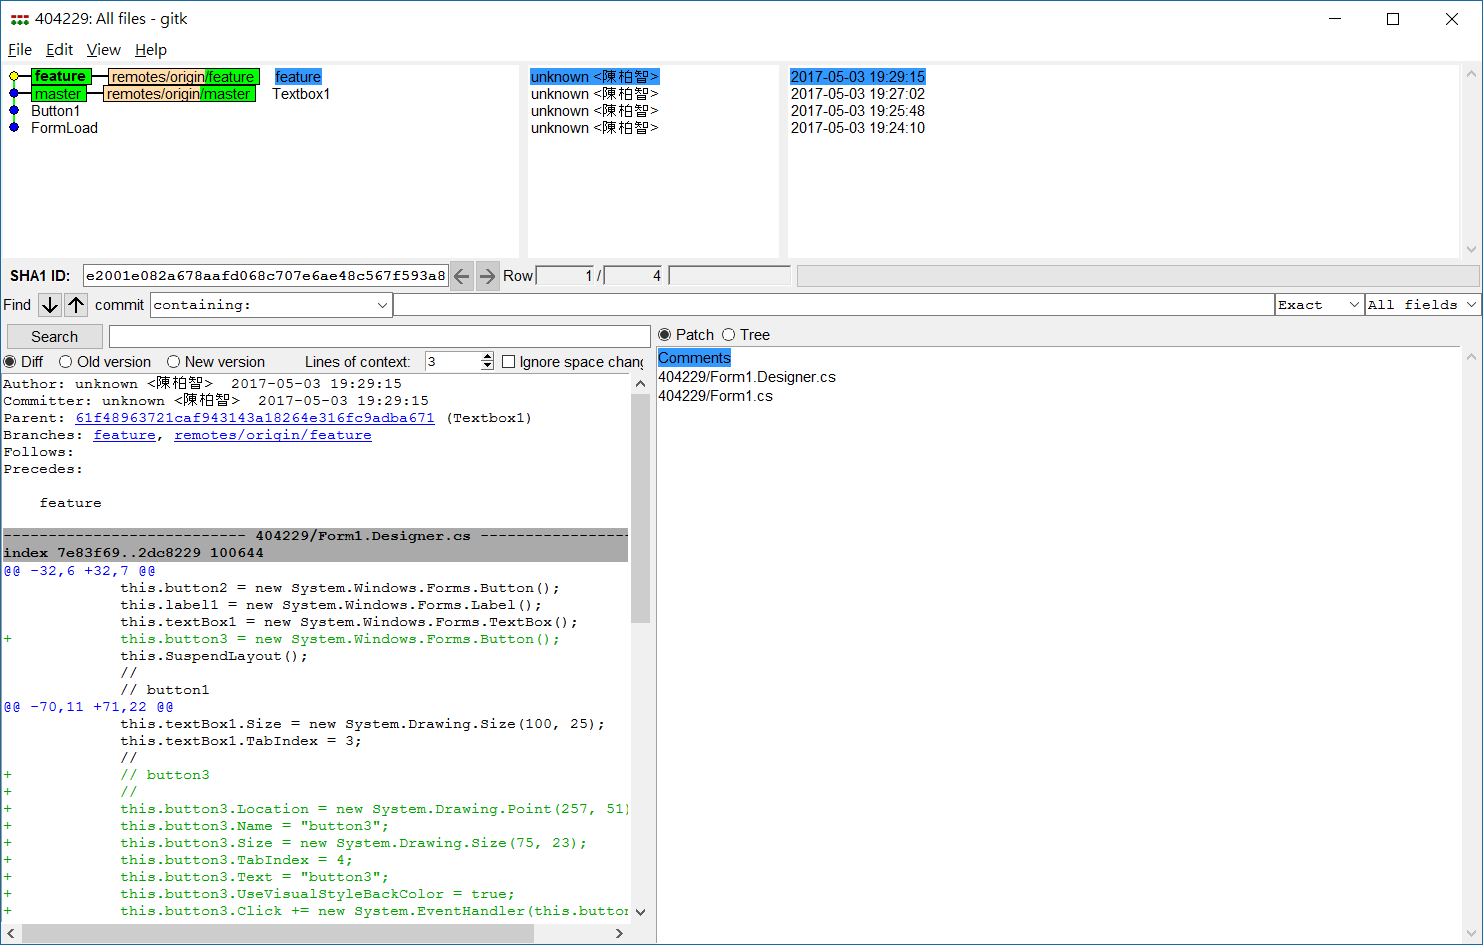 404229: All files - gitk
File Edit View Help
feature remotes/origin/feature feature unknown <陳柏智> 2017-05-03 19:29:15
master remotes/origin/master Textbox1 unknown <陳柏智> 2017-05-03 19:27:02
Button1 unknown <陳柏智> 2017-05-03 19:25:48
FormLoad unknown <陳柏智> 2017-05-03 19:24:10
SHA1 ID: e2001e082a678aafd068c707e6ae48c567f593a8 Row 1 / 4
Find commit containing: Exact All fields
Search
Patch Tree
Diff Old version New version Lines of context: 3 Ignore space chang
Comments
404229/Form1.Designer.cs
404229/Form1.cs
Author: unknown <陳柏智> 2017-05-03 19:29:15
Committer: unknown <陳柏智> 2017-05-03 19:29:15
Parent: 61f48963721caf943143a18264e316fc9adba671 (Textbox1)
Branches: feature, remotes/origin/feature
Follows:
Precedes:
feature
--------------------------- 404229/Form1.Designer.cs -----------------
index 7e83f69..2dc8229 100644
@@ -32,6 +32,7 @@
this.button2 = new System.Windows.Forms.Button();
this.label1 = new System.Windows.Forms.Label();
this.textBox1 = new System.Windows.Forms.TextBox();
+ this.button3 = new System.Windows.Forms.Button();
this.SuspendLayout();
//
// button1
@@ -70,11 +71,22 @@
this.textBox1.Size = new System.Drawing.Size(100, 25);
this.textBox1.TabIndex = 3;
//
+ // button3
+ //
+ this.button3.Location = new System.Drawing.Point(257, 51)
+ this.button3.Name = "button3";
+ this.button3.Size = new System.Drawing.Size(75, 23);
+ this.button3.TabIndex = 4;
+ this.button3.Text = "button3";
+ this.button3.UseVisualStyleBackColor = true;
+ this.button3.Click += new System.EventHandler(this.button